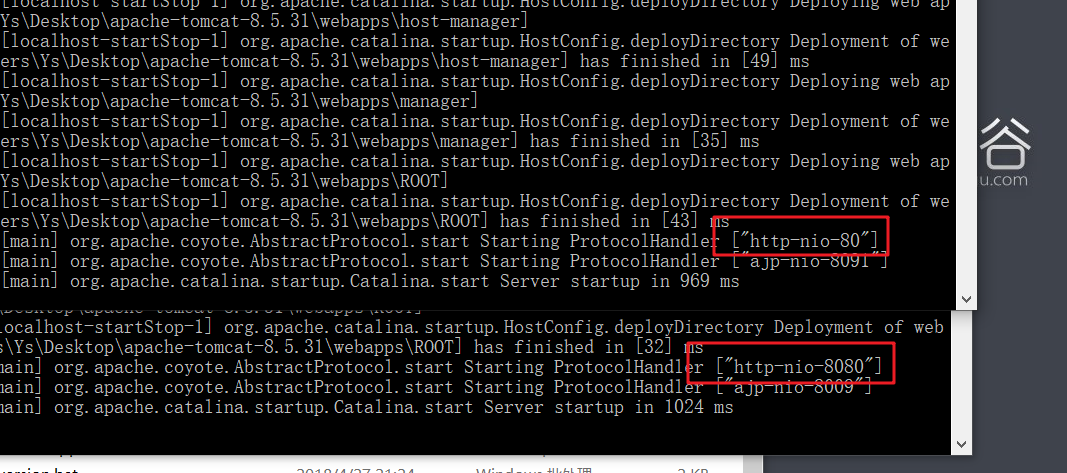 [localhost-startStop-1] org.apache.catalina.startup.HostConfig.deployDirectory Deploying web ap
Ys\Desktop\apache-tomcat-8.5.31\webapps\host-manager]
[localhost-startStop-1] org.apache.catalina.startup.HostConfig.deployDirectory Deployment of we
ers\Ys\Desktop\apache-tomcat-8.5.31\webapps\host-manager] has finished in [49] ms
[localhost-startStop-1] org.apache.catalina.startup.HostConfig.deployDirectory Deploying web ap
Ys\Desktop\apache-tomcat-8.5.31\webapps\manager]
[localhost-startStop-1] org.apache.catalina.startup.HostConfig.deployDirectory Deployment of we
ers\Ys\Desktop\apache-tomcat-8.5.31\webapps\manager] has finished in [35] ms
[localhost-startStop-1] org.apache.catalina.startup.HostConfig.deployDirectory Deploying web ap
Ys\Desktop\apache-tomcat-8.5.31\webapps\ROOT]
[localhost-startStop-1] org.apache.catalina.startup.HostConfig.deployDirectory Deployment of we
ers\Ys\Desktop\apache-tomcat-8.5.31\webapps\ROOT] has finished in [43] ms
[main] org.apache.coyote.AbstractProtocol.start Starting ProtocolHandler ["http-nio-80"]
[main] org.apache.coyote.AbstractProtocol.start Starting ProtocolHandler ["ajp-nio-8091"]
[main] org.apache.catalina.startup.Catalina.start Server startup in 969 ms
谷
u.com
ocalhost-startStop-1] org.apache.catalina.startup.HostConfig.deployDirectory Deployment of web
s\Ys\Desktop\apache-tomcat-8.5.31\webapps\ROOT] has finished in [32] ms
main] org.apache.coyote.AbstractProtocol.start Starting ProtocolHandler ["http-nio-8080"]
main] org.apache.coyote.AbstractProtocol.start Starting ProtocolHandler ["ajp-nio-8009"]
main] org.apache.catalina.startup.Catalina.start Server startup in 1024 ms